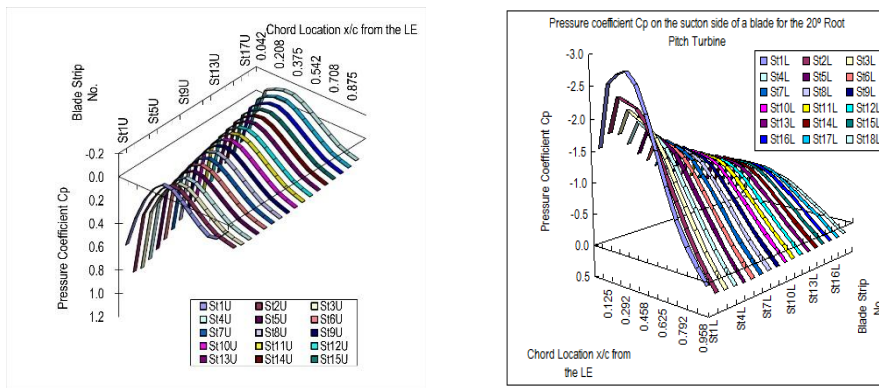 Chord Location x/c from the LE
0.042
0.208
0.375
0.542
0.708
0.875
Blade Strip
No.
St1U
St5U
St9U
St13U
St17U
Pressure Coefficient Cp
-0.2
0.0
0.2
0.4
0.6
0.8
1.0
1.2
St1U St2U St3U
St4U St5U St6U
St7U St8U St9U
St10U St11U St12U
St13U St14U St15U
Pressure coefficient Cp on the sucton side of a blade for the 20º Root
Pitch Turbine
Pressure Coefficient Cp
-3.0
-2.5
-2.0
-1.5
-1.0
-0.5
0.0
0.5
St1L St2L St3L
St4L St5L St6L
St7L St8L St9L
St10L St11L St12L
St13L St14L St15L
St16L St17L St18L
0.125
0.292
0.458
0.625
0.792
0.958
Chord Location x/c from
the LE
St1L
St4L
St7L
St10L
St13L
St16L
Blade Strip
No.